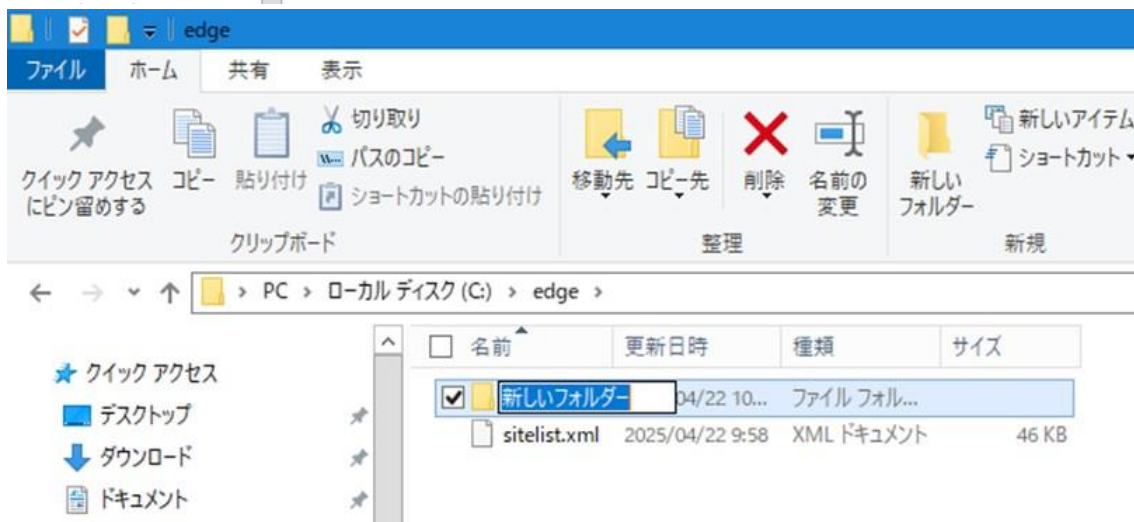 edge
ファイル ホーム 共有 表示
クイック アクセス
にピン留めする
コピー
貼り付け
切り取り
パスのコピー
ショートカットの貼り付け
移動先
コピー先
削除
名前の
変更
新しい
フォルダー
新しいアイテム
ショートカット
クリップボード 整理 新規
PC > ローカル ディスク (C:) > edge >
名前 更新日時 種類 サイズ
クイック アクセス
新しいフォルダー 04/22 10... ファイル フォル...
デスクトップ
sitelist.xml 2025/04/22 9:58 XML ドキュメント 46 KB
ダウンロード
ドキュメント